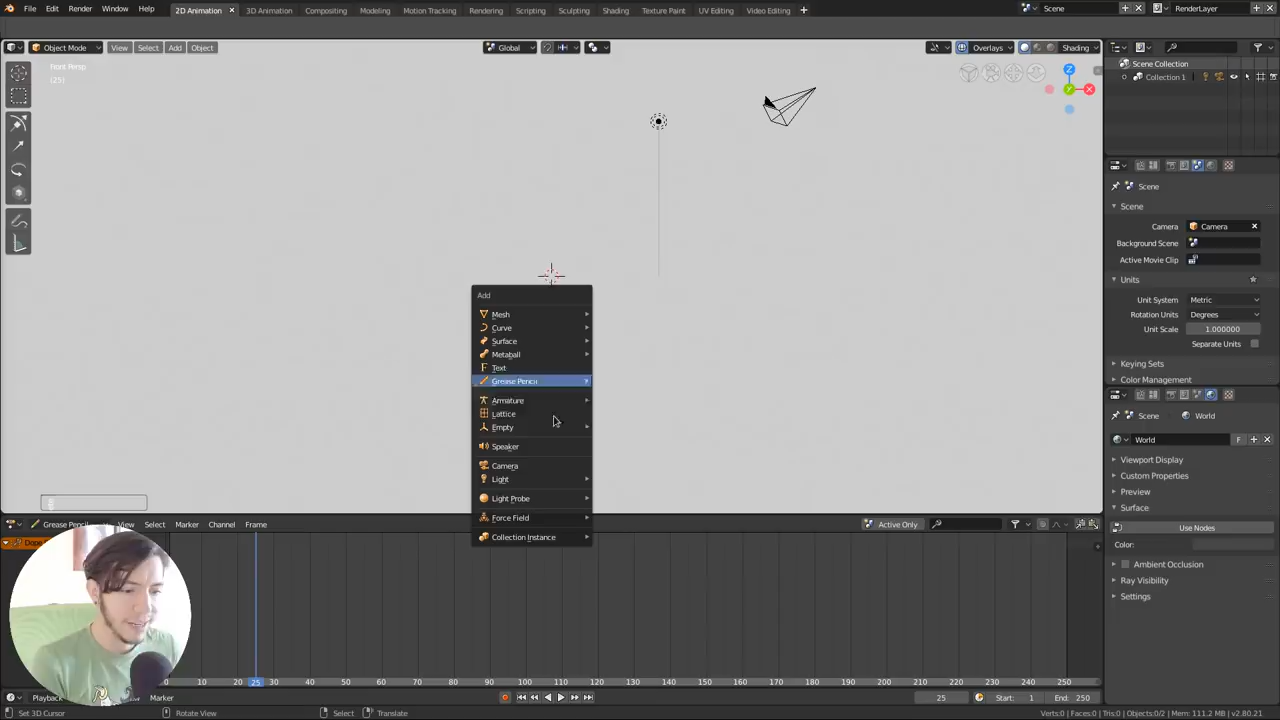 File Edit Render Window Help 2D Animation 3D Animation Compositing Modeling Motion Tracking Rendering Scripting Sculpting Shading Texture Paint UV Editing Video Editing Scene RenderLayer
Object Mode View Select Add Object Global Overlays Shading
Front Persp
(25)
Z
Y
Scene Collection
Collection 1
Scene
Scene
Camera Camera
Background Scene
Active Movie Clip
Units
Unit System Metric
Rotation Units Degrees
Unit Scale 1.000000
Separate Units
Keying Sets
Color Management
Add
Mesh
Curve
Surface
Metaball
Text
Grease Pencil
Armature
Lattice
Empty
Speaker
Camera
Light
Light Probe
Force Field
Collection Instance
Scene World
World F
Viewport Display
Custom Properties
Preview
Surface
Use Nodes
Color:
Ambient Occlusion
Ray Visibility
Settings
Grease Pencil View Select Marker Channel Frame Active Only
0 10 20 25 30 40 50 60 70 80 90 100 110 120 130 140 150 160 170 180 190 200 210 220 230 240 250
Playback Marker 25 Start: 1 End: 250
Set 3D Cursor Rotate View Select Translate Verts:0 | Faces:0 | Tris:0 | Objects:0/2 | Mem: 111.2 MB | v2.80.21